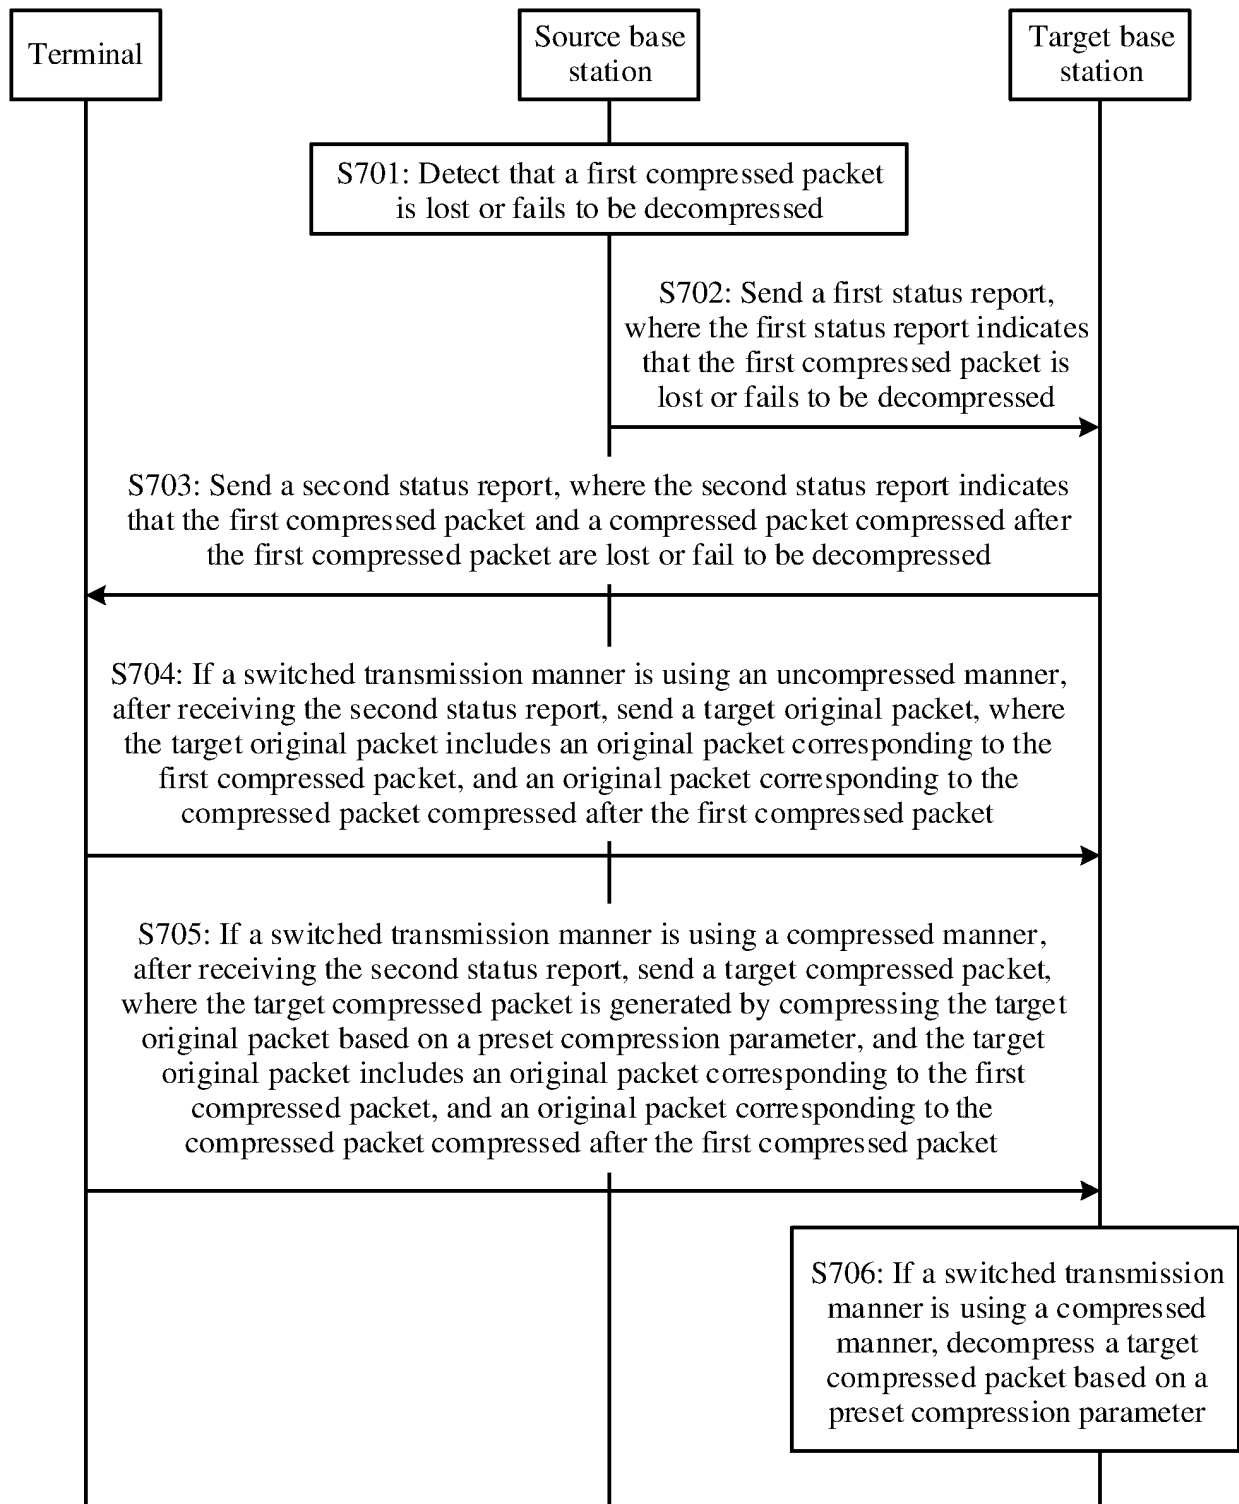 Terminal
Source base
station
Target base
station
S701: Detect that a first compressed packet
is lost or fails to be decompressed
S702: Send a first status report,
where the first status report indicates
that the first compressed packet is
lost or fails to be decompressed
S703: Send a second status report, where the second status report indicates
that the first compressed packet and a compressed packet compressed after
the first compressed packet are lost or fail to be decompressed
S704: If a switched transmission manner is using an uncompressed manner,
after receiving the second status report, send a target original packet, where
the target original packet includes an original packet corresponding to the
first compressed packet, and an original packet corresponding to the
compressed packet compressed after the first compressed packet
S705: If a switched transmission manner is using a compressed manner,
after receiving the second status report, send a target compressed packet,
where the target compressed packet is generated by compressing the target
original packet based on a preset compression parameter, and the target
original packet includes an original packet corresponding to the first
compressed packet, and an original packet corresponding to the
compressed packet compressed after the first compressed packet
S706: If a switched transmission
manner is using a compressed
manner, decompress a target
compressed packet based on a
preset compression parameter